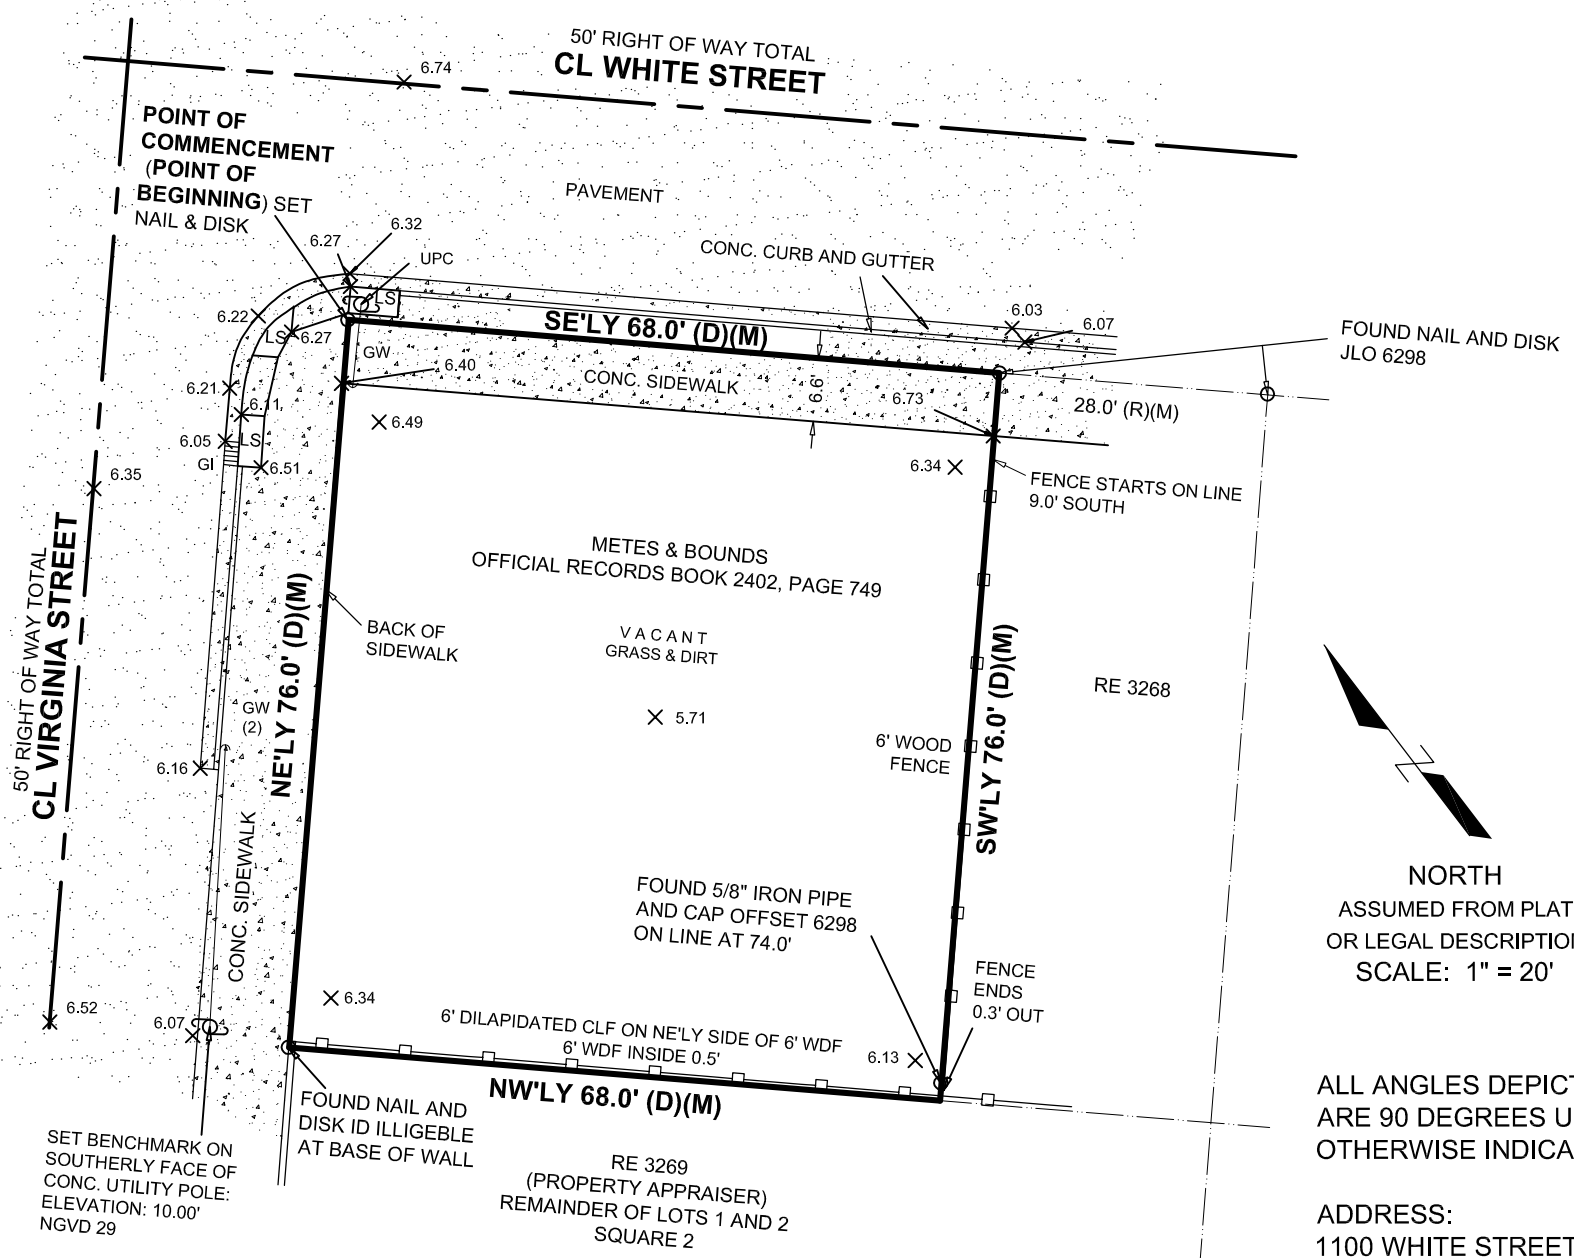 50' RIGHT OF WAY TOTAL
CL WHITE STREET
6.74
POINT OF
COMMENCEMENT
(POINT OF
BEGINNING) SET
NAIL & DISK
PAVEMENT
6.32
6.27
UPC
CONC. CURB AND GUTTER
LS
6.22
LS
6.27
SE'LY 68.0' (D)(M)
6.03
6.07
FOUND NAIL AND DISK
JLO 6298
GW
6.40
CONC. SIDEWALK
6.6'
6.73
28.0' (R)(M)
6.21
6.11
6.05
LS
GI
6.51
6.49
6.34
FENCE STARTS ON LINE
9.0' SOUTH
6.35
50' RIGHT OF WAY TOTAL
CL VIRGINIA STREET
METES & BOUNDS
OFFICIAL RECORDS BOOK 2402, PAGE 749
NE'LY 76.0' (D)(M)
BACK OF
SIDEWALK
VACANT
GRASS & DIRT
5.71
SW'LY 76.0' (D)(M)
RE 3268
GW
(2)
6' WOOD
FENCE
6.16
CONC. SIDEWALK
NORTH
ASSUMED FROM PLAT
OR LEGAL DESCRIPTION
SCALE: 1" = 20'
FOUND 5/8" IRON PIPE
AND CAP OFFSET 6298
ON LINE AT 74.0'
FENCE
ENDS
0.3' OUT
6.52
6.07
6.34
6' DILAPIDATED CLF ON NE'LY SIDE OF 6' WDF
6' WDF INSIDE 0.5'
6.13
NW'LY 68.0' (D)(M)
FOUND NAIL AND
DISK ID ILLIGEBLE
AT BASE OF WALL
SET BENCHMARK ON
SOUTHERLY FACE OF
CONC. UTILITY POLE:
ELEVATION: 10.00'
NGVD 29
RE 3269
(PROPERTY APPRAISER)
REMAINDER OF LOTS 1 AND 2
SQUARE 2
ALL ANGLES DEPICT
ARE 90 DEGREES U
OTHERWISE INDICA
ADDRESS:
1100 WHITE STREET